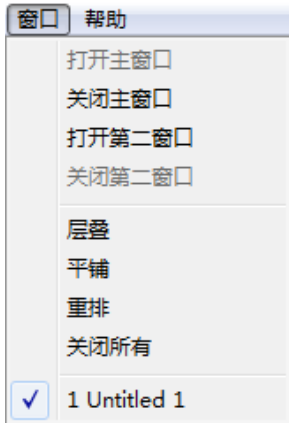 窗口 帮助
打开主窗口
关闭主窗口
打开第二窗口
关闭第二窗口
层叠
平铺
重排
关闭所有
1 Untitled 1